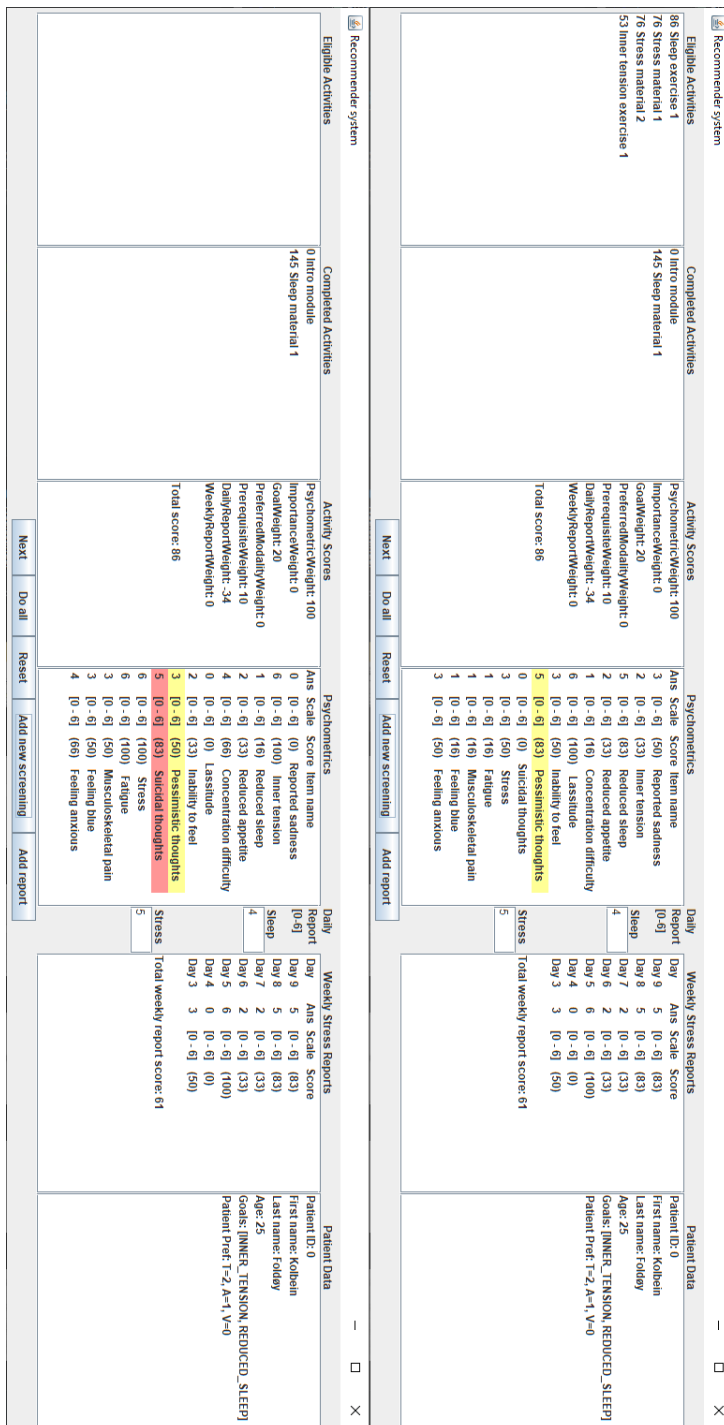 Recommender system
Eligible Activities
86 Sleep exercise 1
76 Stress material 1
76 Stress material 2
53 Inner tension exercise 1
Completed Activities
0 Intro module
145 Sleep material 1
Activity Scores
PsychometricWeight: 100
ImportanceWeight: 0
GoalWeight: 20
PreferredModalityWeight: 0
PrerequisiteWeight: 10
DailyReportWeight: -34
WeeklyReportWeight: 0
Total score: 86
Psychometrics
Ans Scale Score Item name
3 [0 - 6] (50) Reported sadness
2 [0 - 6] (33) Inner tension
5 [0 - 6] (83) Reduced sleep
2 [0 - 6] (33) Reduced appetite
1 [0 - 6] (16) Concentration difficulty
6 [0 - 6] (100) Lassitude
3 [0 - 6] (50) Inability to feel
5 [0 - 6] (83) Pessimistic thoughts
0 [0 - 6] (0) Suicidal thoughts
3 [0 - 6] (50) Stress
1 [0 - 6] (16) Fatigue
1 [0 - 6] (16) Musculoskeletal pain
1 [0 - 6] (16) Feeling blue
3 [0 - 6] (50) Feeling anxious
Daily
Report
[0-6]
Sleep
4
Stress
5
Weekly Stress Reports
Day Ans Scale Score
Day 9 5 [0 - 6] (83)
Day 8 5 [0 - 6] (83)
Day 7 2 [0 - 6] (33)
Day 6 2 [0 - 6] (33)
Day 5 6 [0 - 6] (100)
Day 4 0 [0 - 6] (0)
Day 3 3 [0 - 6] (50)
Total weekly report score: 61
Patient Data
Patient ID: 0
First name: Kolbein
Last name: Foldøy
Age: 25
Goals: [INNER_TENSION, REDUCED_SLEEP]
Patient Pref: T=2, A=1, V=0
Next Do all Reset Add new screening Add report
Recommender system
Eligible Activities
Completed Activities
0 Intro module
145 Sleep material 1
Activity Scores
PsychometricWeight: 100
ImportanceWeight: 0
GoalWeight: 20
PreferredModalityWeight: 0
PrerequisiteWeight: 10
DailyReportWeight: -34
WeeklyReportWeight: 0
Total score: 86
Psychometrics
Ans Scale Score Item name
0 [0 - 6] (0) Reported sadness
6 [0 - 6] (100) Inner tension
1 [0 - 6] (16) Reduced sleep
2 [0 - 6] (33) Reduced appetite
4 [0 - 6] (66) Concentration difficulty
0 [0 - 6] (0) Lassitude
2 [0 - 6] (33) Inability to feel
3 [0 - 6] (50) Pessimistic thoughts
5 [0 - 6] (83) Suicidal thoughts
6 [0 - 6] (100) Stress
6 [0 - 6] (100) Fatigue
3 [0 - 6] (50) Musculoskeletal pain
3 [0 - 6] (50) Feeling blue
4 [0 - 6] (66) Feeling anxious
Daily
Report
[0-6]
Sleep
4
Stress
5
Weekly Stress Reports
Day Ans Scale Score
Day 9 5 [0 - 6] (83)
Day 8 5 [0 - 6] (83)
Day 7 2 [0 - 6] (33)
Day 6 2 [0 - 6] (33)
Day 5 6 [0 - 6] (100)
Day 4 0 [0 - 6] (0)
Day 3 3 [0 - 6] (50)
Total weekly report score: 61
Patient Data
Patient ID: 0
First name: Kolbein
Last name: Foldøy
Age: 25
Goals: [INNER_TENSION, REDUCED_SLEEP]
Patient Pref: T=2, A=1, V=0
Next Do all Reset Add new screening Add report